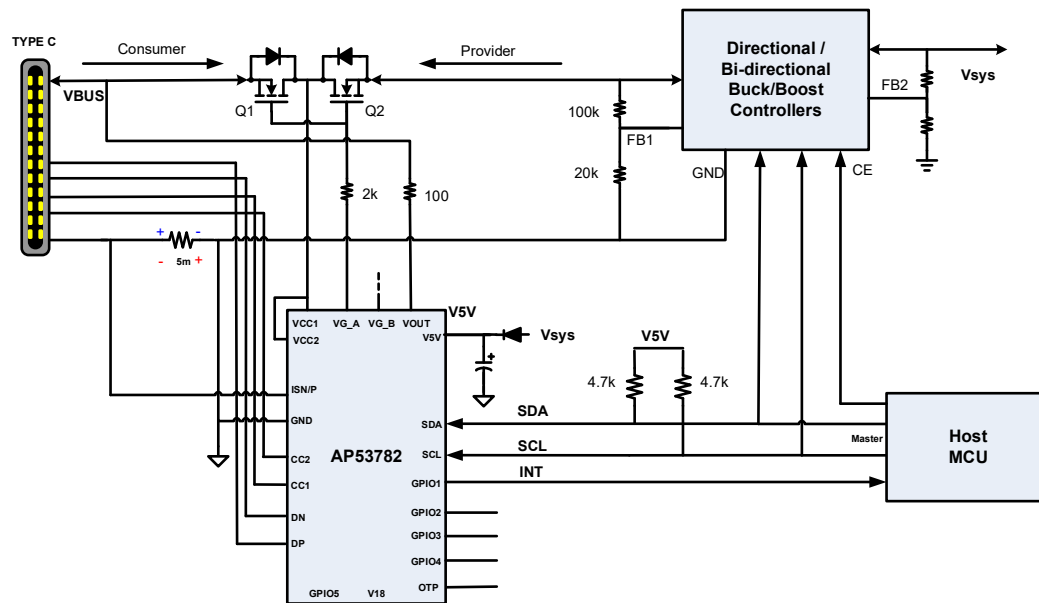 TYPE C
Consumer
Provider
Directional /
Bi-directional
Buck/Boost
Controllers
Vsys
VBUS
Q1
Q2
FB2
100k
FB1
20k
GND
CE
2k
100
+
-
5m
-
+
VCC1
VG_A
VG_B
VOUT
V5V
VCC2
V5V
Vsys
+
V5V
4.7k
4.7k
ISN/P
GND
SDA
SDA
Master
Host
MCU
AP53782
SCL
SCL
CC2
CC1
GPIO1
INT
DN
GPIO2
DP
GPIO3
GPIO4
OTP
GPIO5
V18